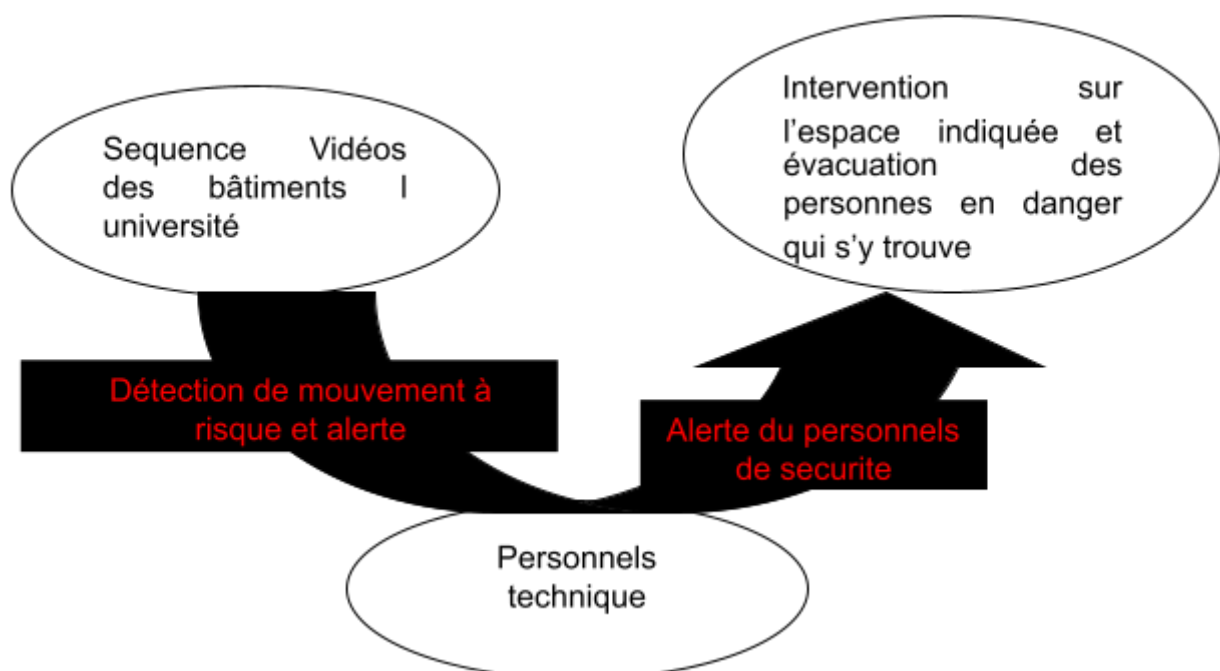 Sequence Vidéos
des bâtiments l
université
Détection de mouvement à
risque et alerte
Personnels
technique
Alerte du personnels
de securite
Intervention sur
l’espace indiquée et
évacuation des
personnes en danger
qui s’y trouve